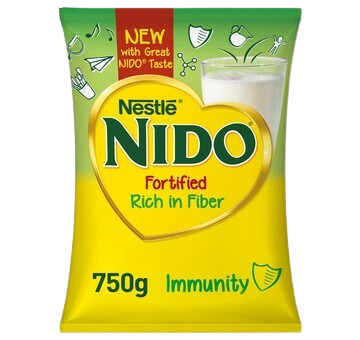 NEW
with Great
NIDO® Taste
Nestlé®
NIDO®
Fortified
Rich in Fiber
750g Immunity